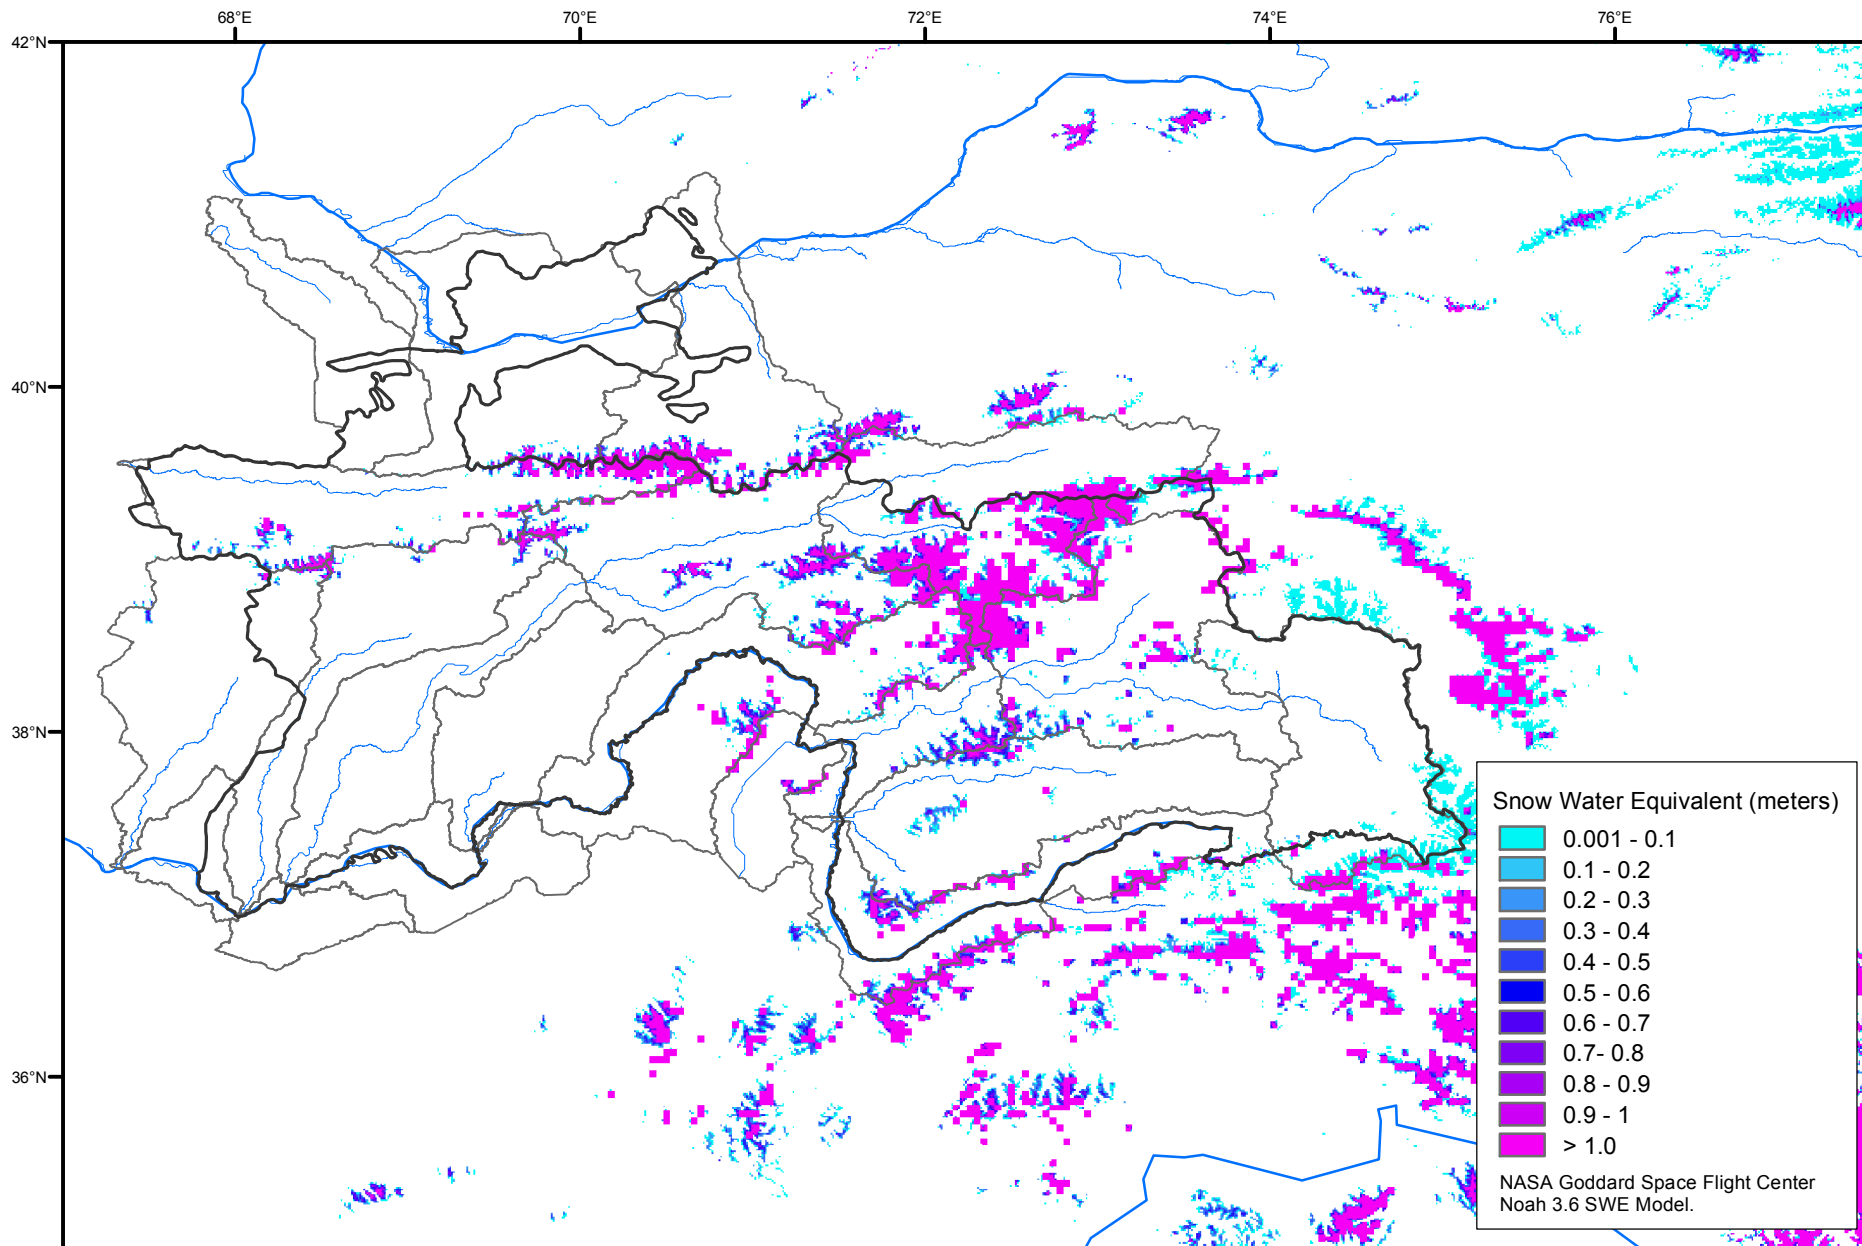 68°E
70°E
72°E
74°E
76°E
42°N
40°N
38°N
36°N
Snow Water Equivalent (meters)
0.001 - 0.1
0.1 - 0.2
0.2 - 0.3
0.3 - 0.4
0.4 - 0.5
0.5 - 0.6
0.6 - 0.7
0.7- 0.8
0.8 - 0.9
0.9 - 1
> 1.0
NASA Goddard Space Flight Center
Noah 3.6 SWE Model.